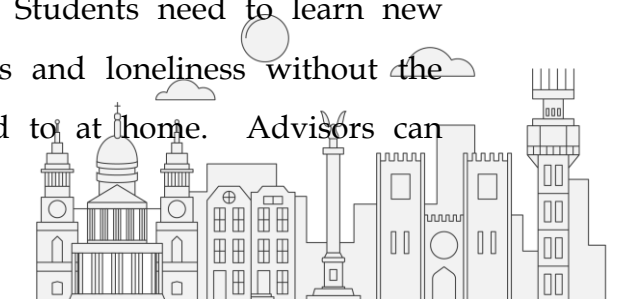 Students need to learn new
and loneliness without the
to at home. Advisors can